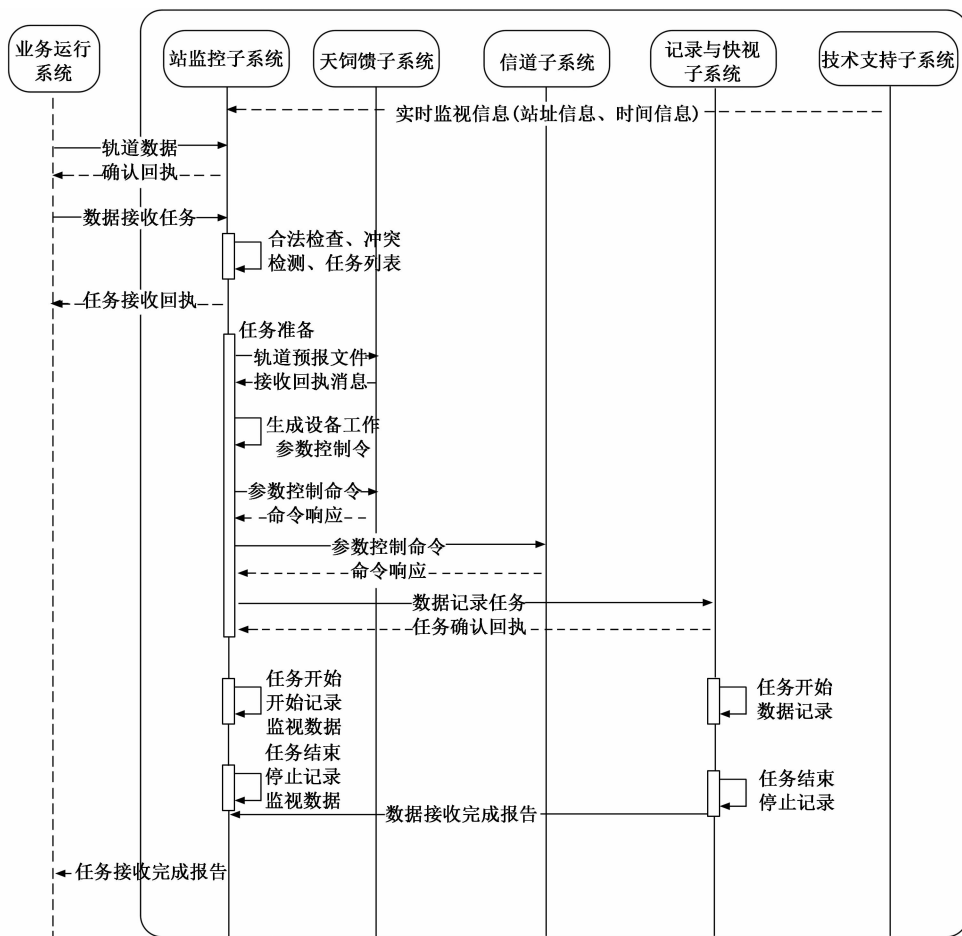 业务运行
系统
站监控子系统
天饲馈子系统
信道子系统
记录与快视
子系统
技术支持子系统
实时监视信息(站址信息、时间信息)
轨道数据
确认回执
数据接收任务
合法检查、冲突
检测、任务列表
任务接收回执
任务准备
轨道预报文件
接收回执消息
生成设备工作
参数控制令
参数控制命令
命令响应
参数控制命令
命令响应
数据记录任务
任务确认回执
任务开始
开始记录
监视数据
任务开始
数据记录
任务结束
停止记录
监视数据
任务结束
停止记录
数据接收完成报告
任务接收完成报告